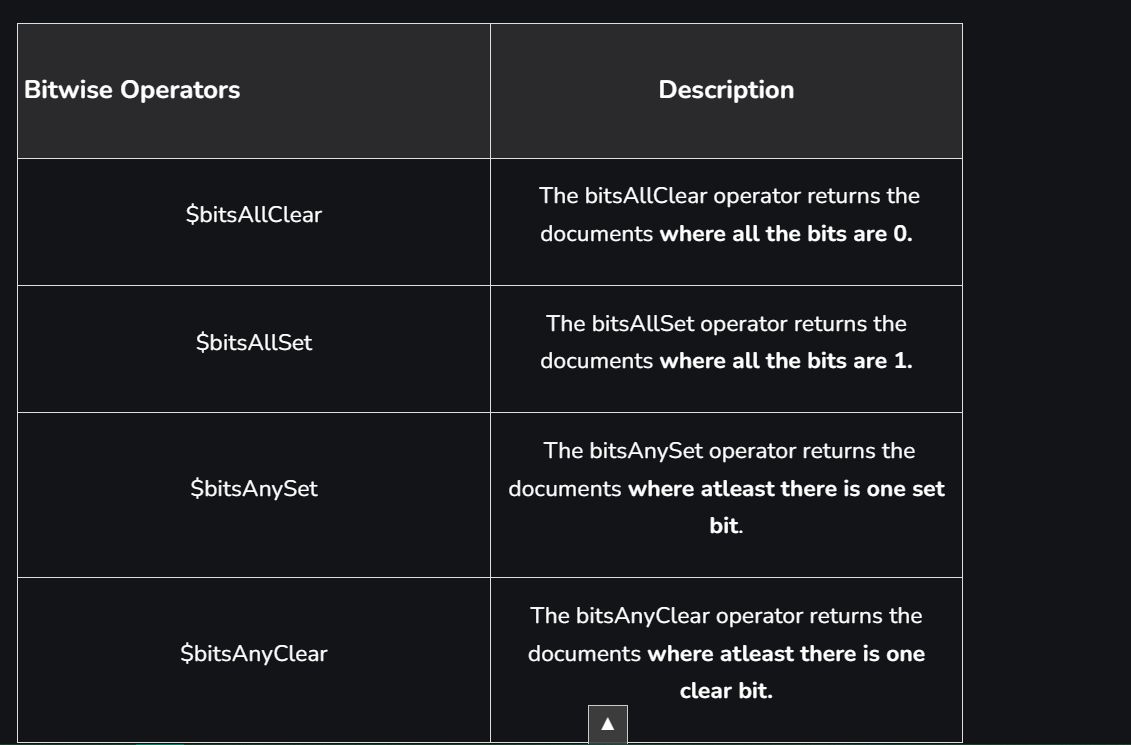 Bitwise Operators
Description
$bitsAllClear
The bitsAllClear operator returns the
documents where all the bits are 0.
$bitsAllSet
The bitsAllSet operator returns the
documents where all the bits are 1.
$bitsAnySet
The bitsAnySet operator returns the
documents where atleast there is one set
bit.
$bitsAnyClear
The bitsAnyClear operator returns the
documents where atleast there is one
clear bit.